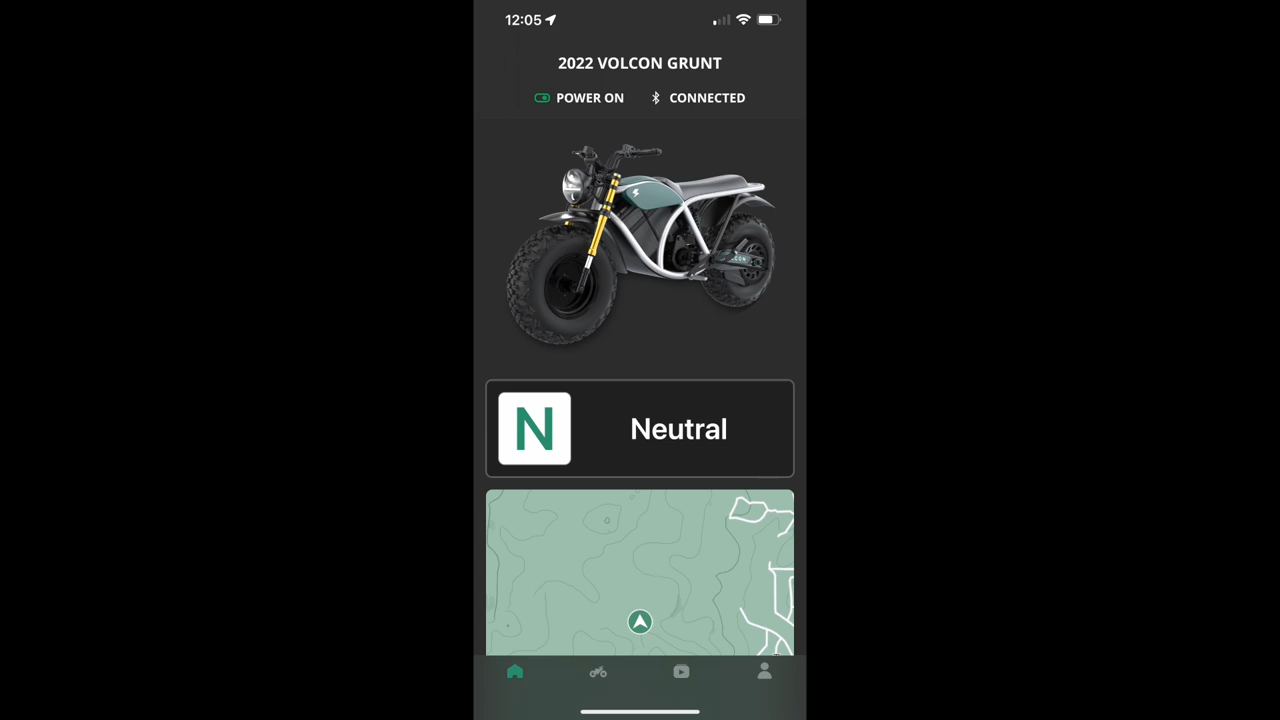 12:05
2022 VOLCON GRUNT
POWER ON
CONNECTED
N
Neutral